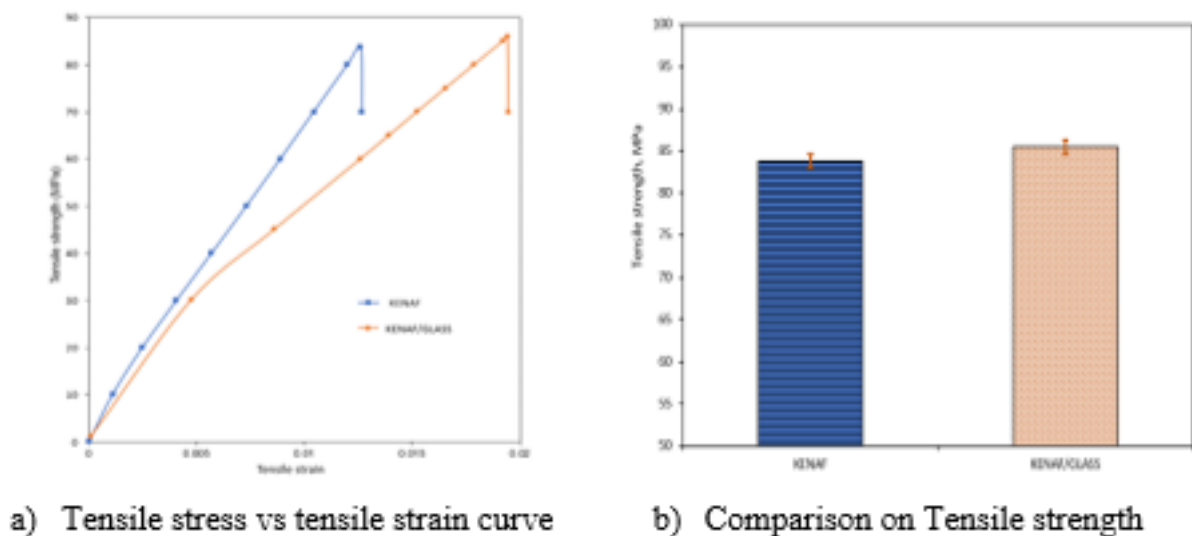 90
80
70
60
50
40
30
20
10
0
Tensile strength (MPa)
0 0.005 0.01 0.015 0.02
Tensile strain
KENAF
KENAF/GLASS
100
95
90
85
80
75
70
65
60
55
50
Tensile strength, MPa
KENAF KENAF/GLASS
a) Tensile stress vs tensile strain curve
b) Comparison on Tensile strength